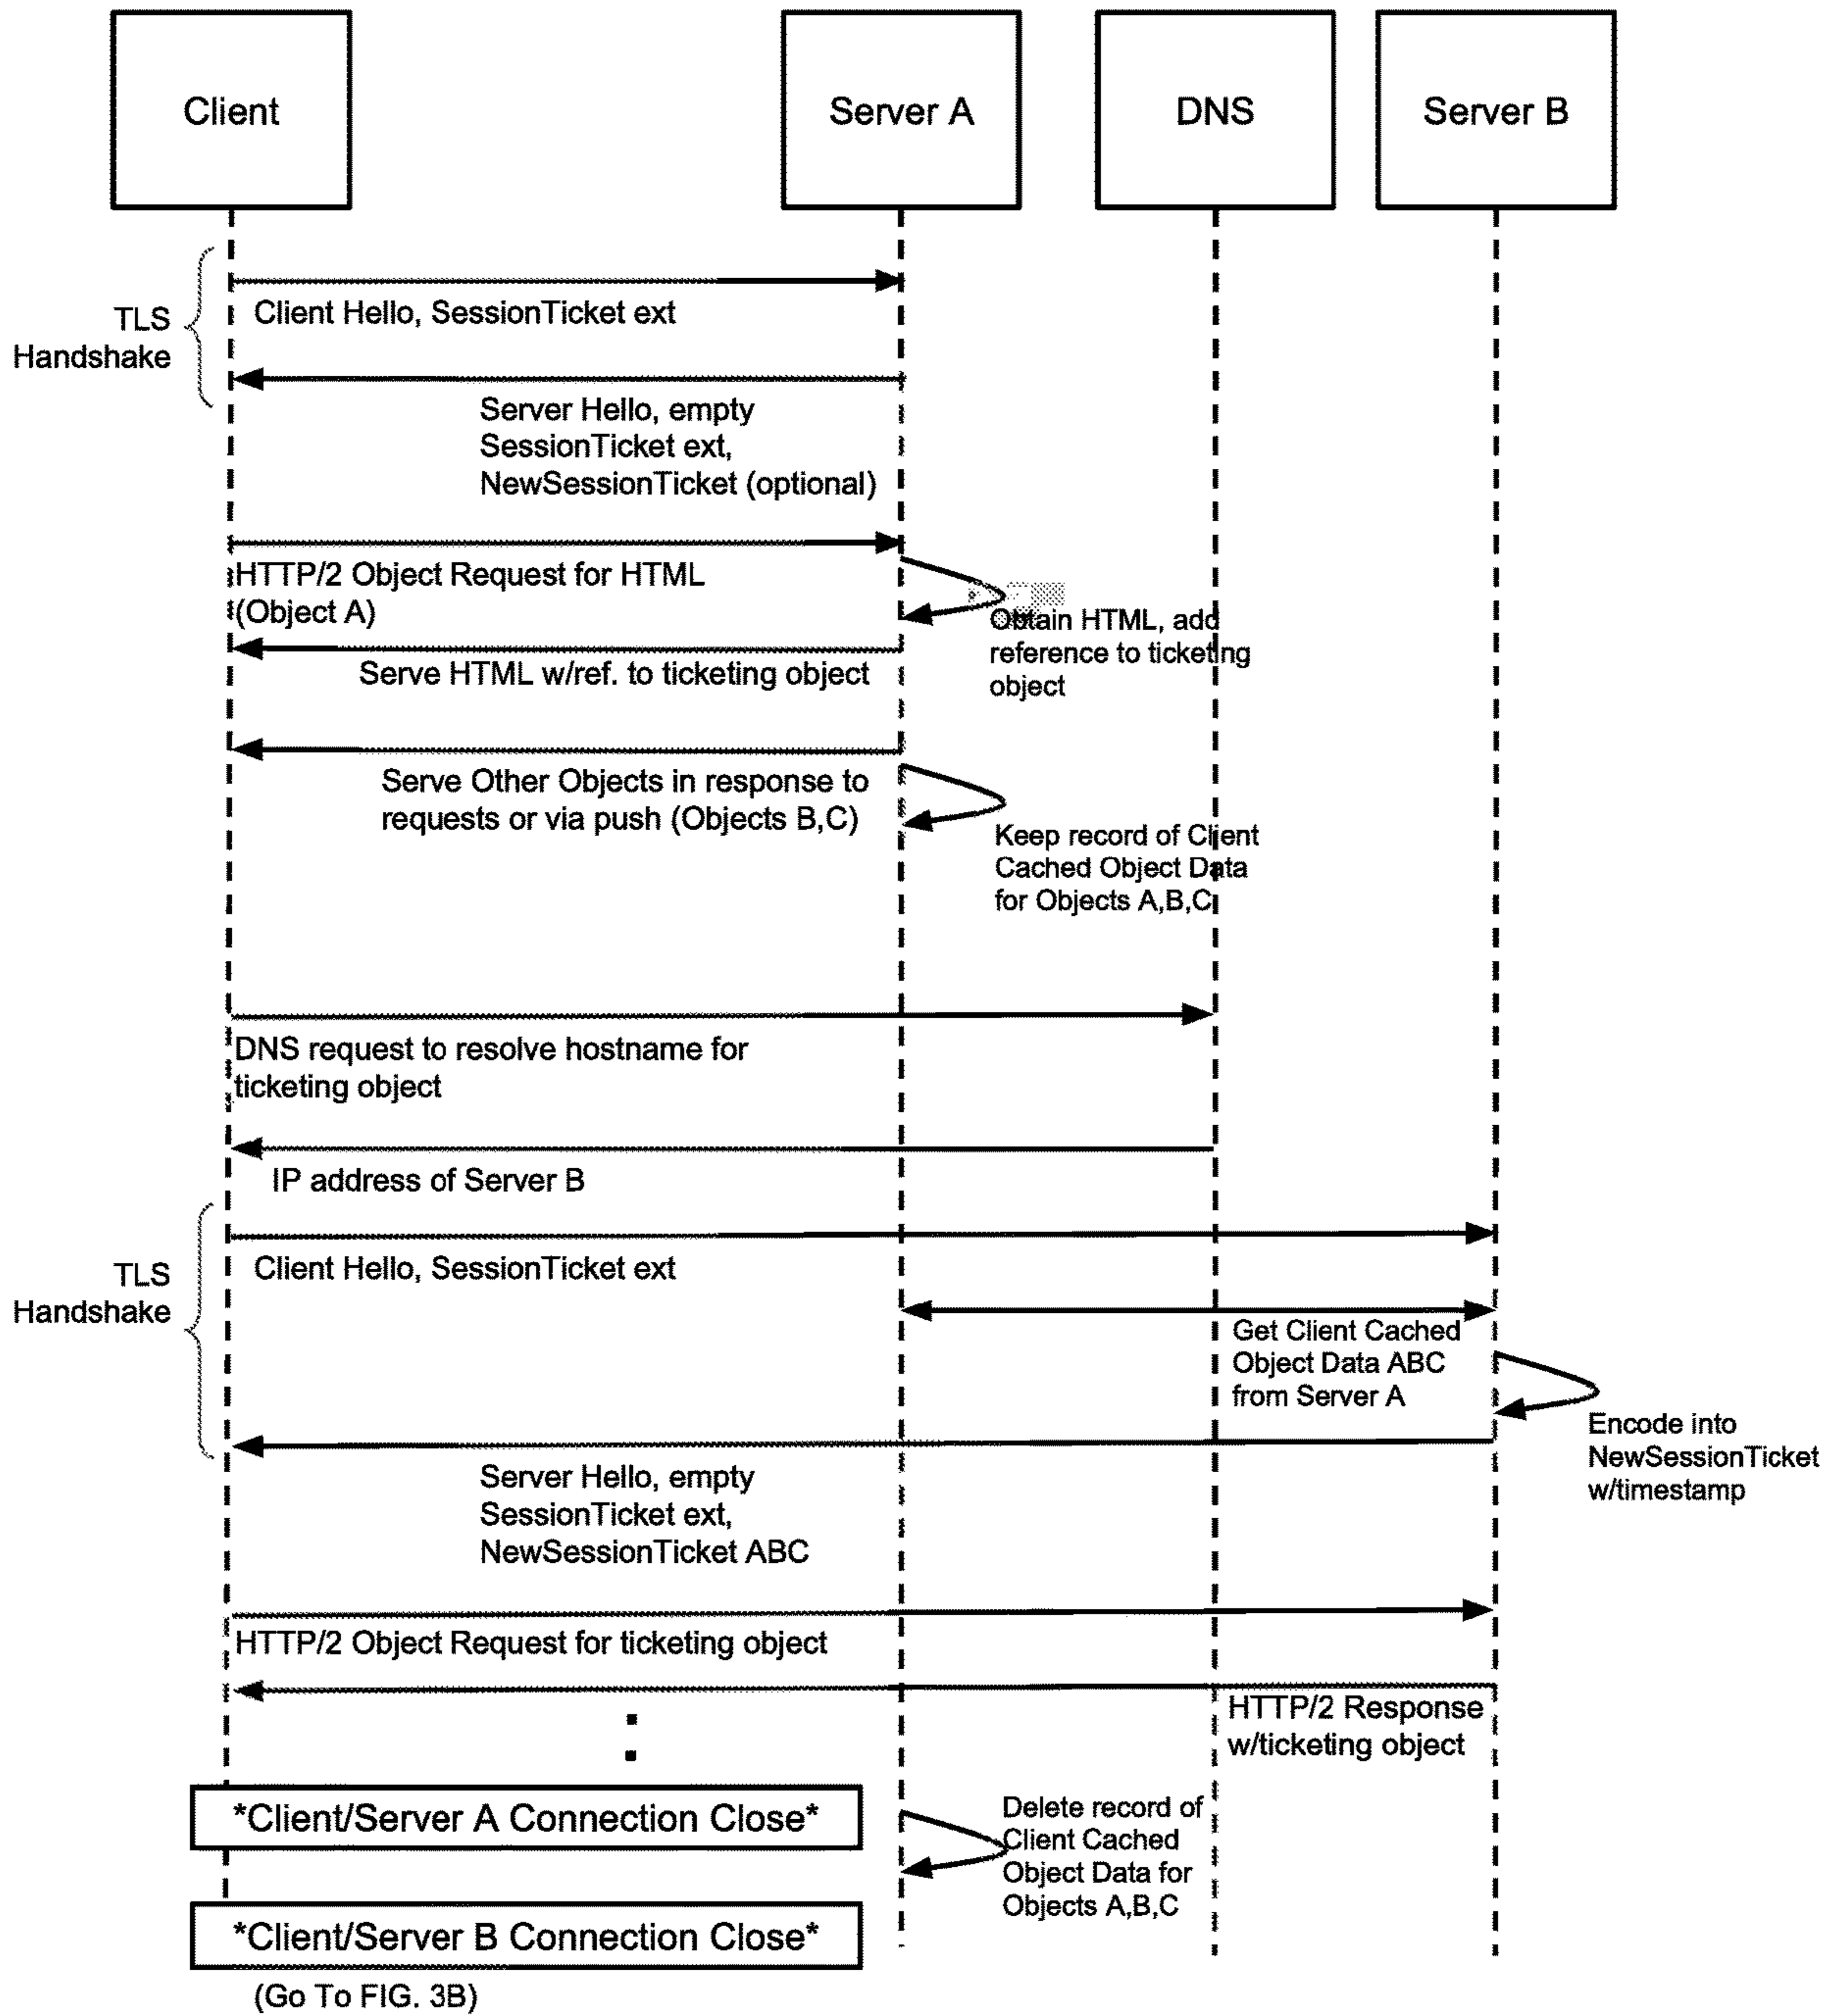 Client
Server A
DNS
Server B
TLS
Handshake
Client Hello, SessionTicket ext
Server Hello, empty
SessionTicket ext,
NewSessionTicket (optional)
HTTP/2 Object Request for HTML
(Object A)
Obtain HTML, add
reference to ticketing
object
Serve HTML w/ref. to ticketing object
Serve Other Objects in response to
requests or via push (Objects B,C)
Keep record of Client
Cached Object Data
for Objects A,B,C
DNS request to resolve hostname for
ticketing object
IP address of Server B
TLS
Handshake
Client Hello, SessionTicket ext
Get Client Cached
Object Data ABC
from Server A
Encode into
NewSessionTicket
w/timestamp
Server Hello, empty
SessionTicket ext,
NewSessionTicket ABC
HTTP/2 Object Request for ticketing object
HTTP/2 Response
w/ticketing object
*Client/Server A Connection Close*
Delete record of
Client Cached
Object Data for
Objects A,B,C
*Client/Server B Connection Close*
(Go To FIG. 3B)